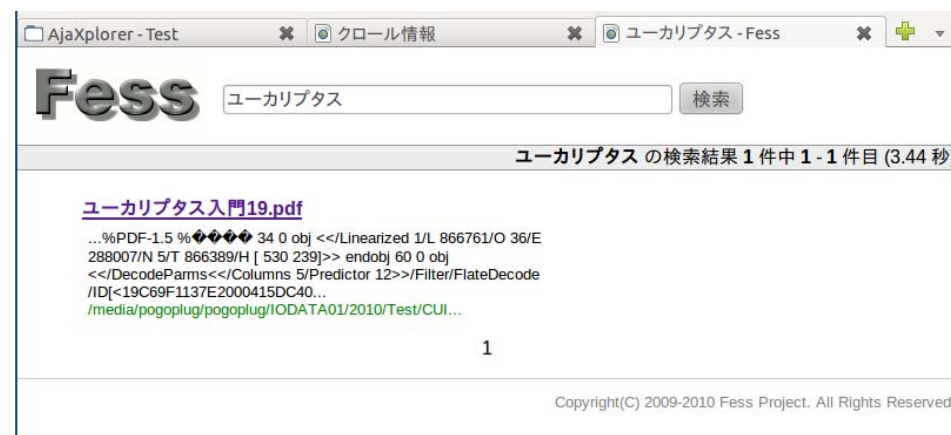 AjaXplorer - Test
クロール情報
ユーカリプタス - Fess
Fess
ユーカリプタス
検索
ユーカリプタス の検索結果 1 件中 1 - 1 件目 (3.44 秒)
ユーカリプタス入門19.pdf
...%PDF-1.5 %���� 34 0 obj <</Linearized 1/L 866761/O 36/E
288007/N 5/T 866389/H [ 530 239]>> endobj 60 0 obj
<</DecodeParms<</Columns 5/Predictor 12>>/Filter/FlateDecode
/ID[<19C69F1137E2000415DC40...
/media/pogoplug/pogoplug/IODATA01/2010/Test/CUI...
1
Copyright(C) 2009-2010 Fess Project. All Rights Reserved